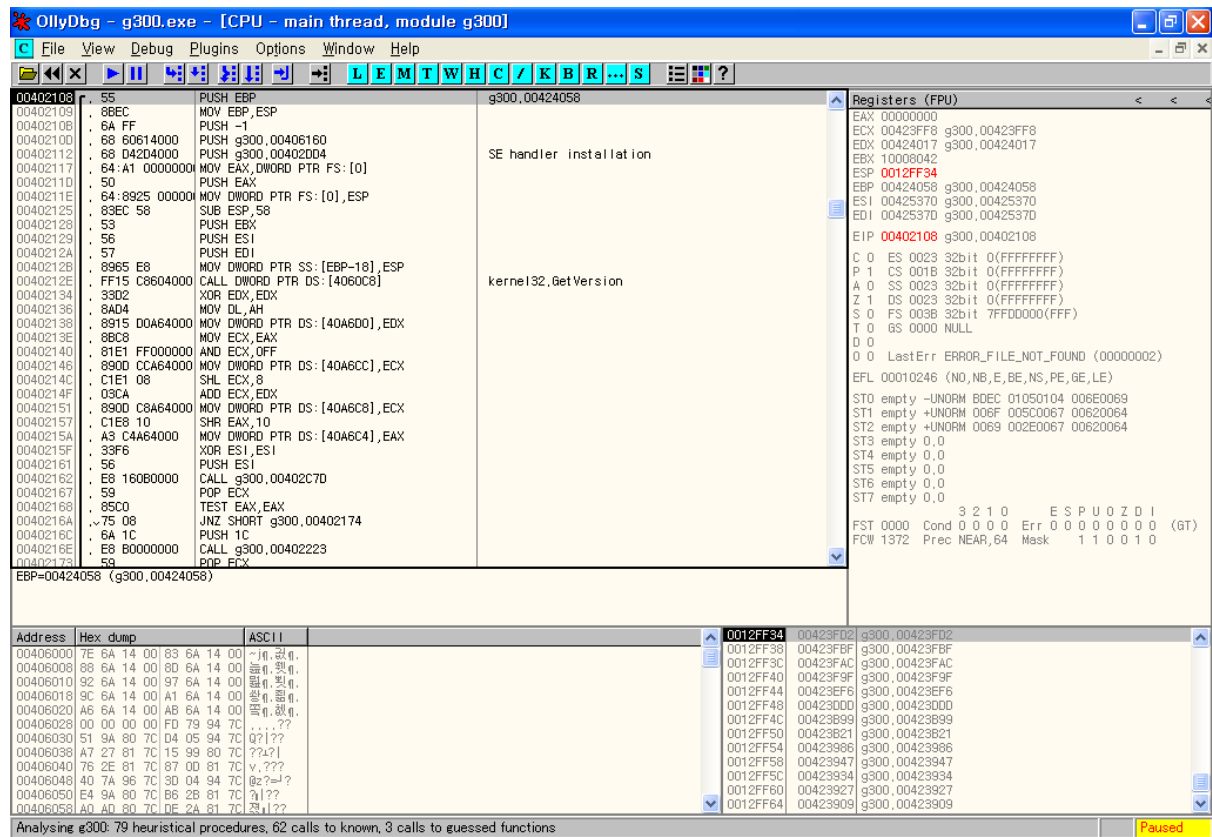 OllyDbg - g300.exe - [CPU - main thread, module g300]
C File View Debug Plugins Options Window Help
L E M T W H C / K B R ... S ?
00402108 . 55 PUSH EBP g300.00424058
00402109 . 8BEC MOV EBP,ESP
0040210B . 6A FF PUSH -1
0040210D . 68 60614000 PUSH g300.00406160
00402112 . 68 D42D4000 PUSH g300.00402DD4 SE handler installation
00402117 . 64:A1 0000000 MOV EAX,DWORD PTR FS:[0]
0040211D . 50 PUSH EAX
0040211E . 64:8925 00000 MOV DWORD PTR FS:[0],ESP
00402125 . 83EC 58 SUB ESP,58
00402128 . 53 PUSH EBX
00402129 . 56 PUSH ESI
0040212A . 57 PUSH EDI
0040212B . 8965 E8 MOV DWORD PTR SS:[EBP-18],ESP
0040212E . FF15 C8604000 CALL DWORD PTR DS:[4060C8] kernel32.GetVersion
00402134 . 33D2 XOR EDX,EDX
00402136 . 8AD4 MOV DL,AH
00402138 . 8915 D0A64000 MOV DWORD PTR DS:[40A6D0],EDX
0040213E . 8BC8 MOV ECX,EAX
00402140 . 81E1 FF000000 AND ECX,0FF
00402146 . 890D CCA64000 MOV DWORD PTR DS:[40A6CC],ECX
0040214C . C1E1 08 SHL ECX,8
0040214F . 03CA ADD ECX,EDX
00402151 . 890D C8A64000 MOV DWORD PTR DS:[40A6C8],ECX
00402157 . C1E8 10 SHR EAX,10
0040215A . A3 C4A64000 MOV DWORD PTR DS:[40A6C4],EAX
0040215F . 33F6 XOR ESI,ESI
00402161 . 56 PUSH ESI
00402162 . E8 160B0000 CALL g300.00402C7D
00402167 . 59 POP ECX
00402168 . 85C0 TEST EAX,EAX
0040216A . 75 08 JNZ SHORT g300.00402174
0040216C . 6A 1C PUSH 1C
0040216E . E8 B0000000 CALL g300.00402223
00402173 . 59 POP ECX
EBP=00424058 (g300.00424058)
Registers (FPU) < < <
EAX 00000000
ECX 00423FF8 g300.00423FF8
EDX 00424017 g300.00424017
EBX 10008042
ESP 0012FF34
EBP 00424058 g300.00424058
ESI 00425370 g300.00425370
EDI 0042537D g300.0042537D
EIP 00402108 g300.00402108
C 0 ES 0023 32bit 0(FFFFFFFF)
P 1 CS 001B 32bit 0(FFFFFFFF)
A 0 SS 0023 32bit 0(FFFFFFFF)
Z 1 DS 0023 32bit 0(FFFFFFFF)
S 0 FS 003B 32bit 7FFDD000(FFF)
T 0 GS 0000 NULL
D 0
O 0 LastErr ERROR_FILE_NOT_FOUND (00000002)
EFL 00010246 (NO,NB,E,BE,NS,PE,GE,LE)
ST0 empty -UNORM BDEC 01050104 006E0069
ST1 empty +UNORM 006F 005C0067 00620064
ST2 empty +UNORM 0069 002E0067 00620064
ST3 empty 0.0
ST4 empty 0.0
ST5 empty 0.0
ST6 empty 0.0
ST7 empty 0.0
3 2 1 0 E S P U O Z D I
FST 0000 Cond 0 0 0 0 Err 0 0 0 0 0 0 0 0 (GT)
FCW 1372 Prec NEAR,64 Mask 1 1 0 0 1 0
Address Hex dump ASCII
00406000 7E 6A 14 00 83 6A 14 00
00406008 88 6A 14 00 8D 6A 14 00
00406010 92 6A 14 00 97 6A 14 00
00406018 9C 6A 14 00 A1 6A 14 00
00406020 A6 6A 14 00 AB 6A 14 00
00406028 00 00 00 00 FD 79 94 7C ....??
00406030 51 9A 80 7C D4 05 94 7C Q?|??
00406038 A7 27 81 7C 15 99 80 7C
00406040 76 2E 81 7C 87 0D 81 7C v.???
00406048 40 7A 96 7C 3D 04 94 7C
00406050 E4 9A 80 7C B6 2B 81 7C
00406058 A0 AD 80 7C DE 2A 81 7C
0012FF34 00423FD2 g300.00423FD2
0012FF38 00423FBF g300.00423FBF
0012FF3C 00423FAC g300.00423FAC
0012FF40 00423F9F g300.00423F9F
0012FF44 00423EF6 g300.00423EF6
0012FF48 00423DDD g300.00423DDD
0012FF4C 00423B99 g300.00423B99
0012FF50 00423B21 g300.00423B21
0012FF54 00423986 g300.00423986
0012FF58 00423947 g300.00423947
0012FF5C 00423934 g300.00423934
0012FF60 00423927 g300.00423927
0012FF64 00423909 g300.00423909
Analysing g300: 79 heuristical procedures, 62 calls to known, 3 calls to guessed functions
Paused